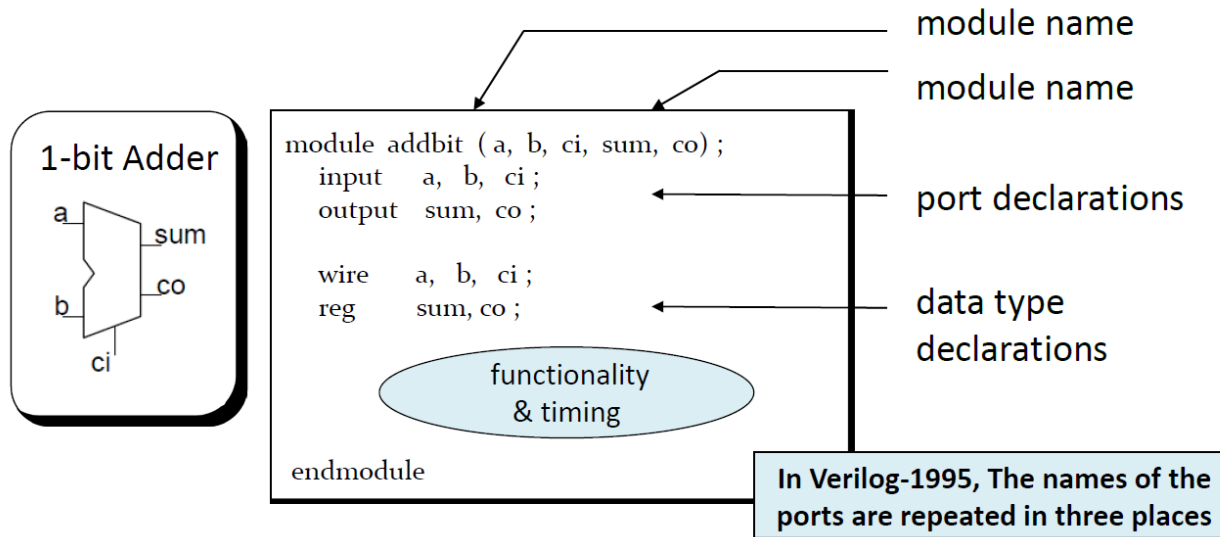 module name
module name
1-bit Adder
a
sum
co
b
ci
module addbit ( a, b, ci, sum, co) ;
input a, b, ci ;
output sum, co ;
wire a, b, ci ;
reg sum, co ;
functionality
& timing
endmodule
port declarations
data type
declarations
In Verilog-1995, The names of the
ports are repeated in three places